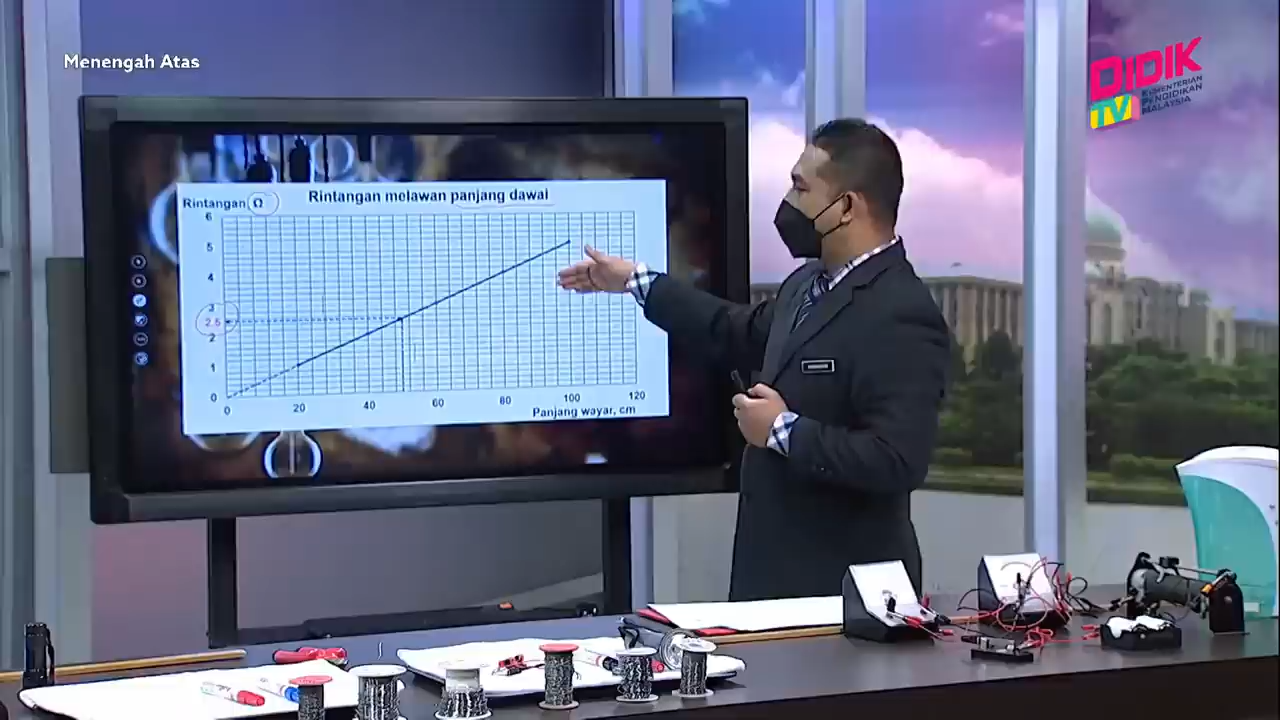 Menengah Atas
DIDIK
TV
KEMENTERIAN
PENDIDIKAN
MALAYSIA
Rintangan melawan panjang dawai
Rintangan Ω
6
5
4
3
2.5
2
1
0
0 20 40 60 80 100 120
Panjang wayar, cm